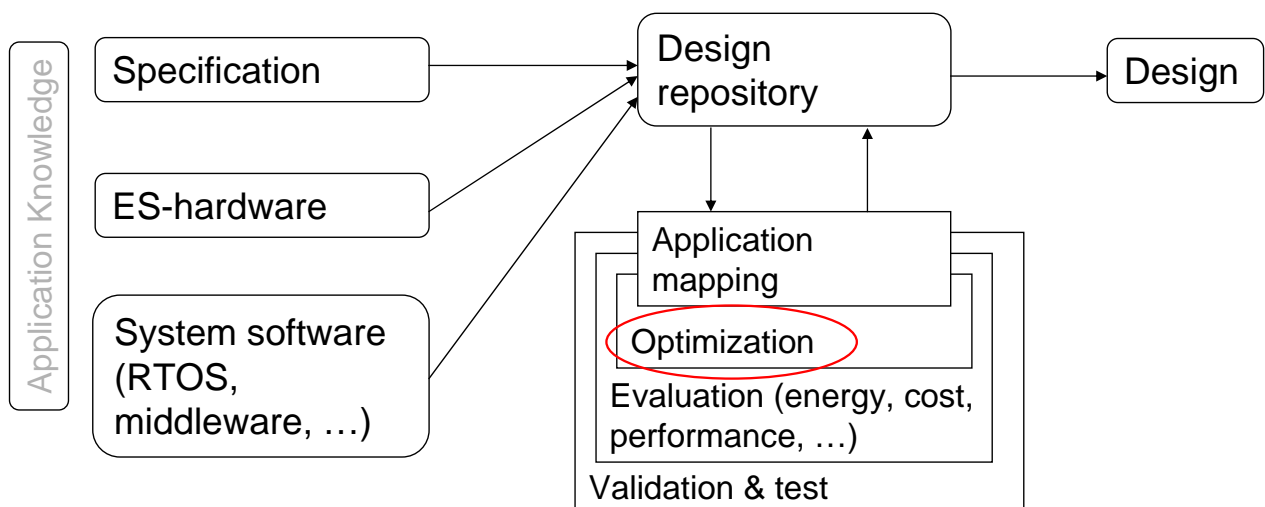 Application Knowledge
Specification
ES-hardware
System software
(RTOS,
middleware, …)
Design
repository
Design
Application
mapping
Optimization
Evaluation (energy, cost,
performance, …)
Validation & test